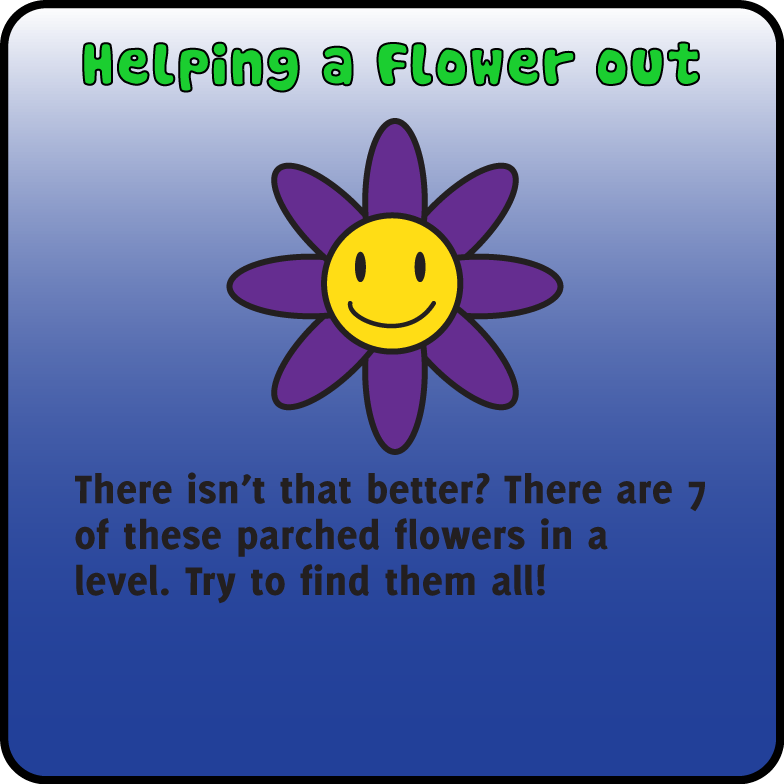 Helping a Flower out
There isn't that better? There are 7
of these parched flowers in a
level. Try to find them all!